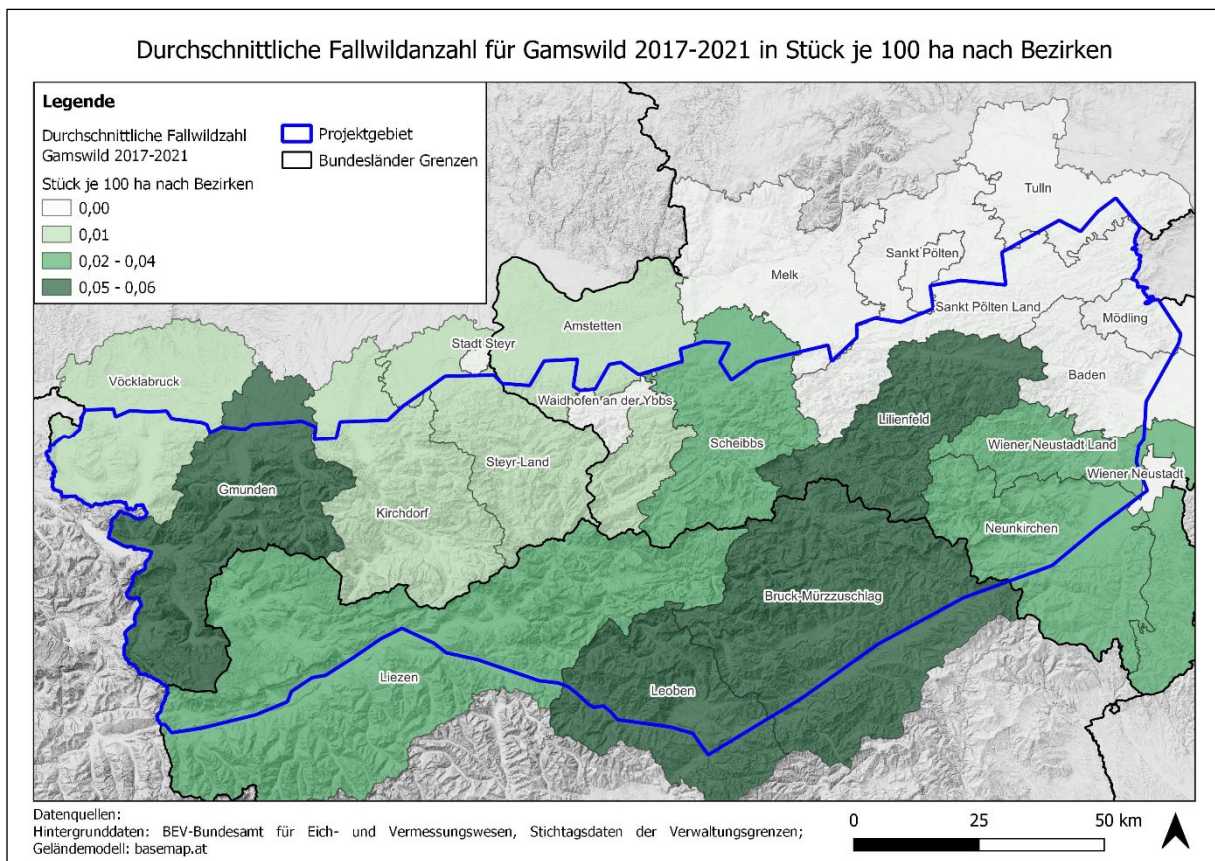 Durchschnittliche Fallwildanzahl für Gamswild 2017-2021 in Stück je 100 ha nach Bezirken
Legende
Durchschnittliche Fallwildzahl
Gamswild 2017-2021
Stück je 100 ha nach Bezirken
0,00
0,01
0,02 - 0,04
0,05 - 0,06
Projektgebiet
Bundesländer Grenzen
Tulln
Sankt Pölten
Melk
Sankt Pölten Land
Mödling
Amstetten
Stadt Steyr
Baden
Vöcklabruck
Waidhofen an der Ybbs
Lilienfeld
Scheibbs
Wiener Neustadt Land
Steyr-Land
Wiener Neustadt
Gmunden
Kirchdorf
Neunkirchen
Bruck-Mürzzuschlag
Liezen
Leoben
Datenquellen:
Hintergrunddaten: BEV-Bundesamt für Eich- und Vermessungswesen, Stichtagsdaten der Verwaltungsgrenzen;
Geländemodell: basemap.at
0 25 50 km